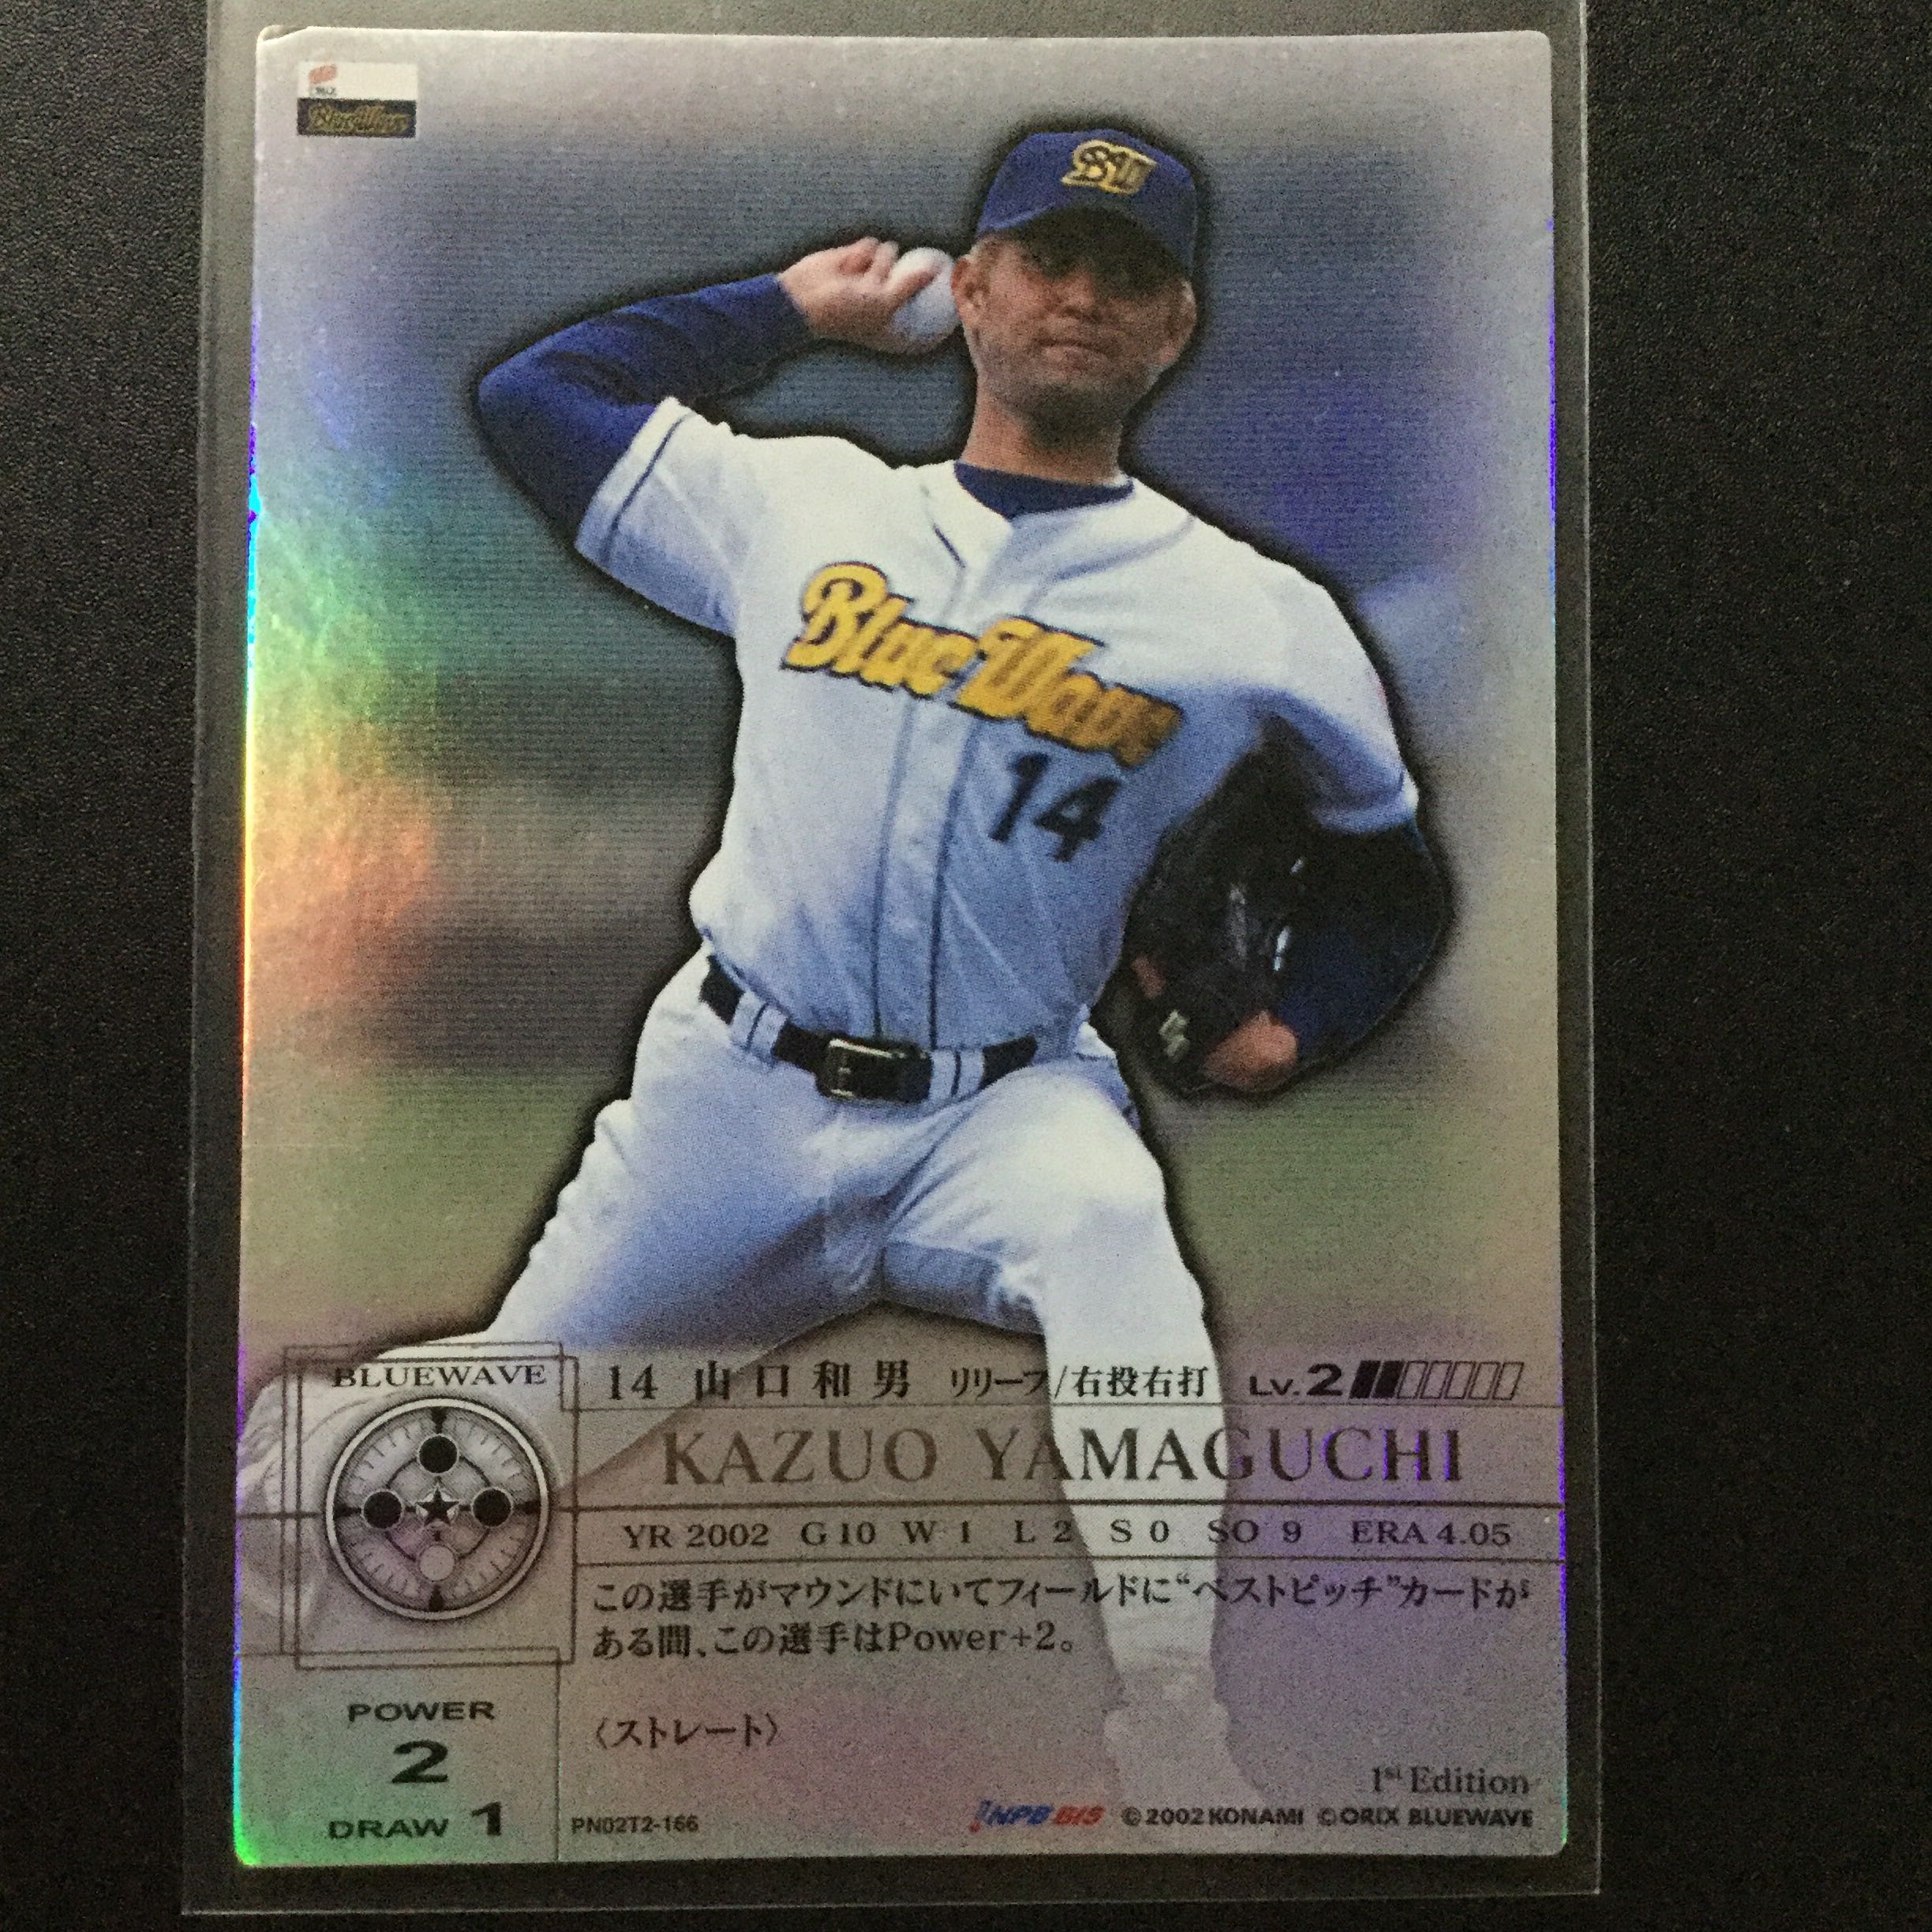 BlueWave
BW
BlueWave
14
BLUEWAVE
14 山口和男 リリーフ/右投右打 Lv.2
KAZUO YAMAGUCHI
YR 2002 G 10 W 1 L 2 S 0 SO 9 ERA 4.05
この選手がマウンドにいてフィールドに“ベストピッチ”カードが
ある間、この選手はPower+2。
POWER
2
〈ストレート〉
1st Edition
DRAW 1
PN02T2-166
NPB BIS ©2002 KONAMI ©ORIX BLUEWAVE